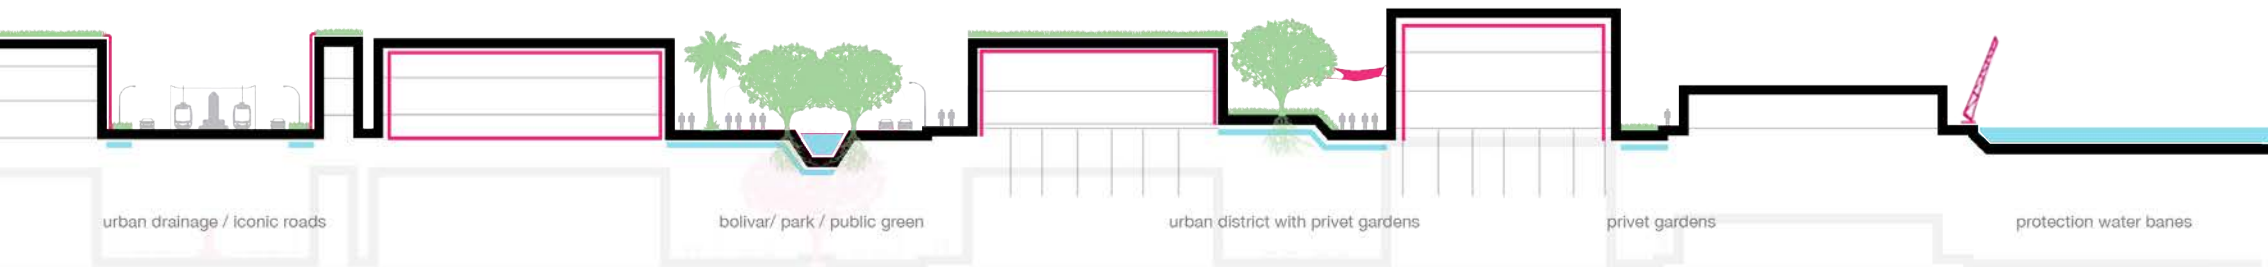 urban drainage / iconic roads
bolivar/ park / public green
urban district with privet gardens
privet gardens
protection water banes